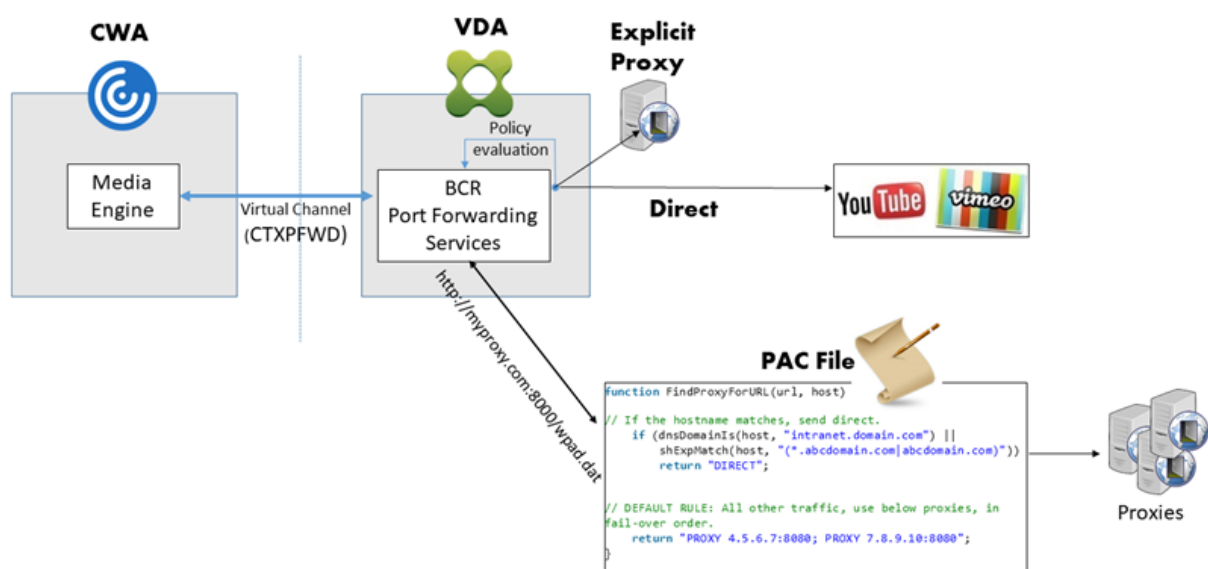 CWA
VDA
Explicit
Proxy
Policy
evaluation
Media
Engine
Virtual Channel
(CTXPFWD)
BCR
Port Forwarding
Services
Direct
You Tube
vimeo
http://myproxy.com:8000/wpad.dat
PAC File
function FindProxyForURL(url, host)
// If the hostname matches, send direct.
if (dnsDomainIs(host, "intranet.domain.com") ||
shExpMatch(host, "(*.abcdomain.com|abcdomain.com)"))
return "DIRECT";
// DEFAULT RULE: All other traffic, use below proxies, in
fail-over order.
return "PROXY 4.5.6.7:8080; PROXY 7.8.9.10:8080";
}
Proxies